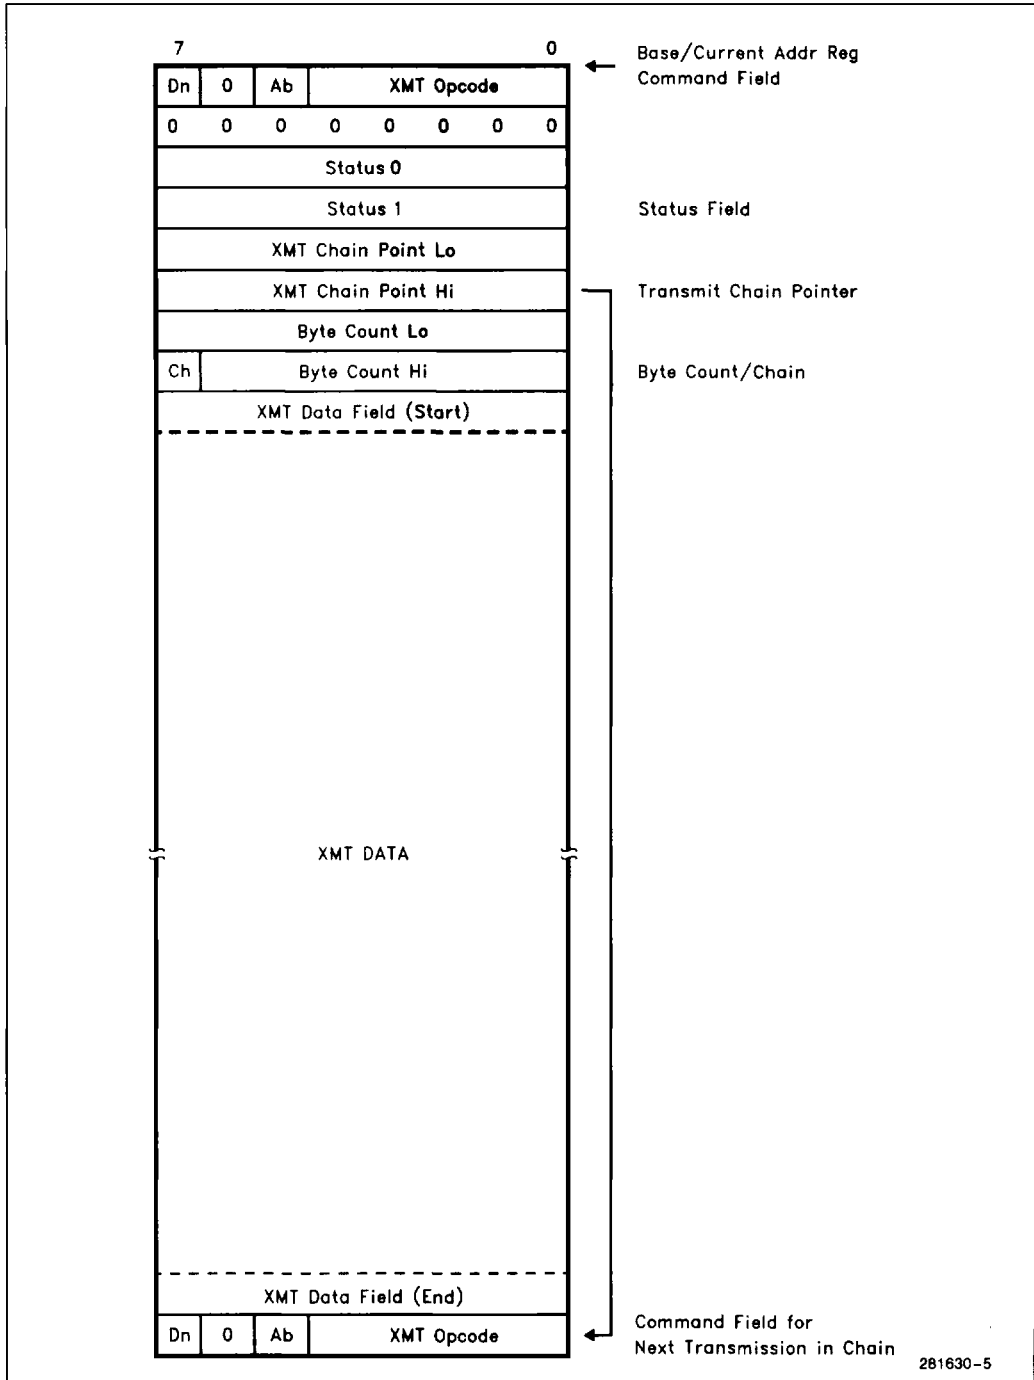 7 0
Base/Current Addr Reg
Command Field
Dn 0 Ab XMT Opcode
0 0 0 0 0 0 0 0
Status 0
Status 1
Status Field
XMT Chain Point Lo
XMT Chain Point Hi
Transmit Chain Pointer
Byte Count Lo
Ch Byte Count Hi
Byte Count/Chain
XMT Data Field (Start)
XMT DATA
XMT Data Field (End)
Dn 0 Ab XMT Opcode
Command Field for
Next Transmission in Chain
281630-5